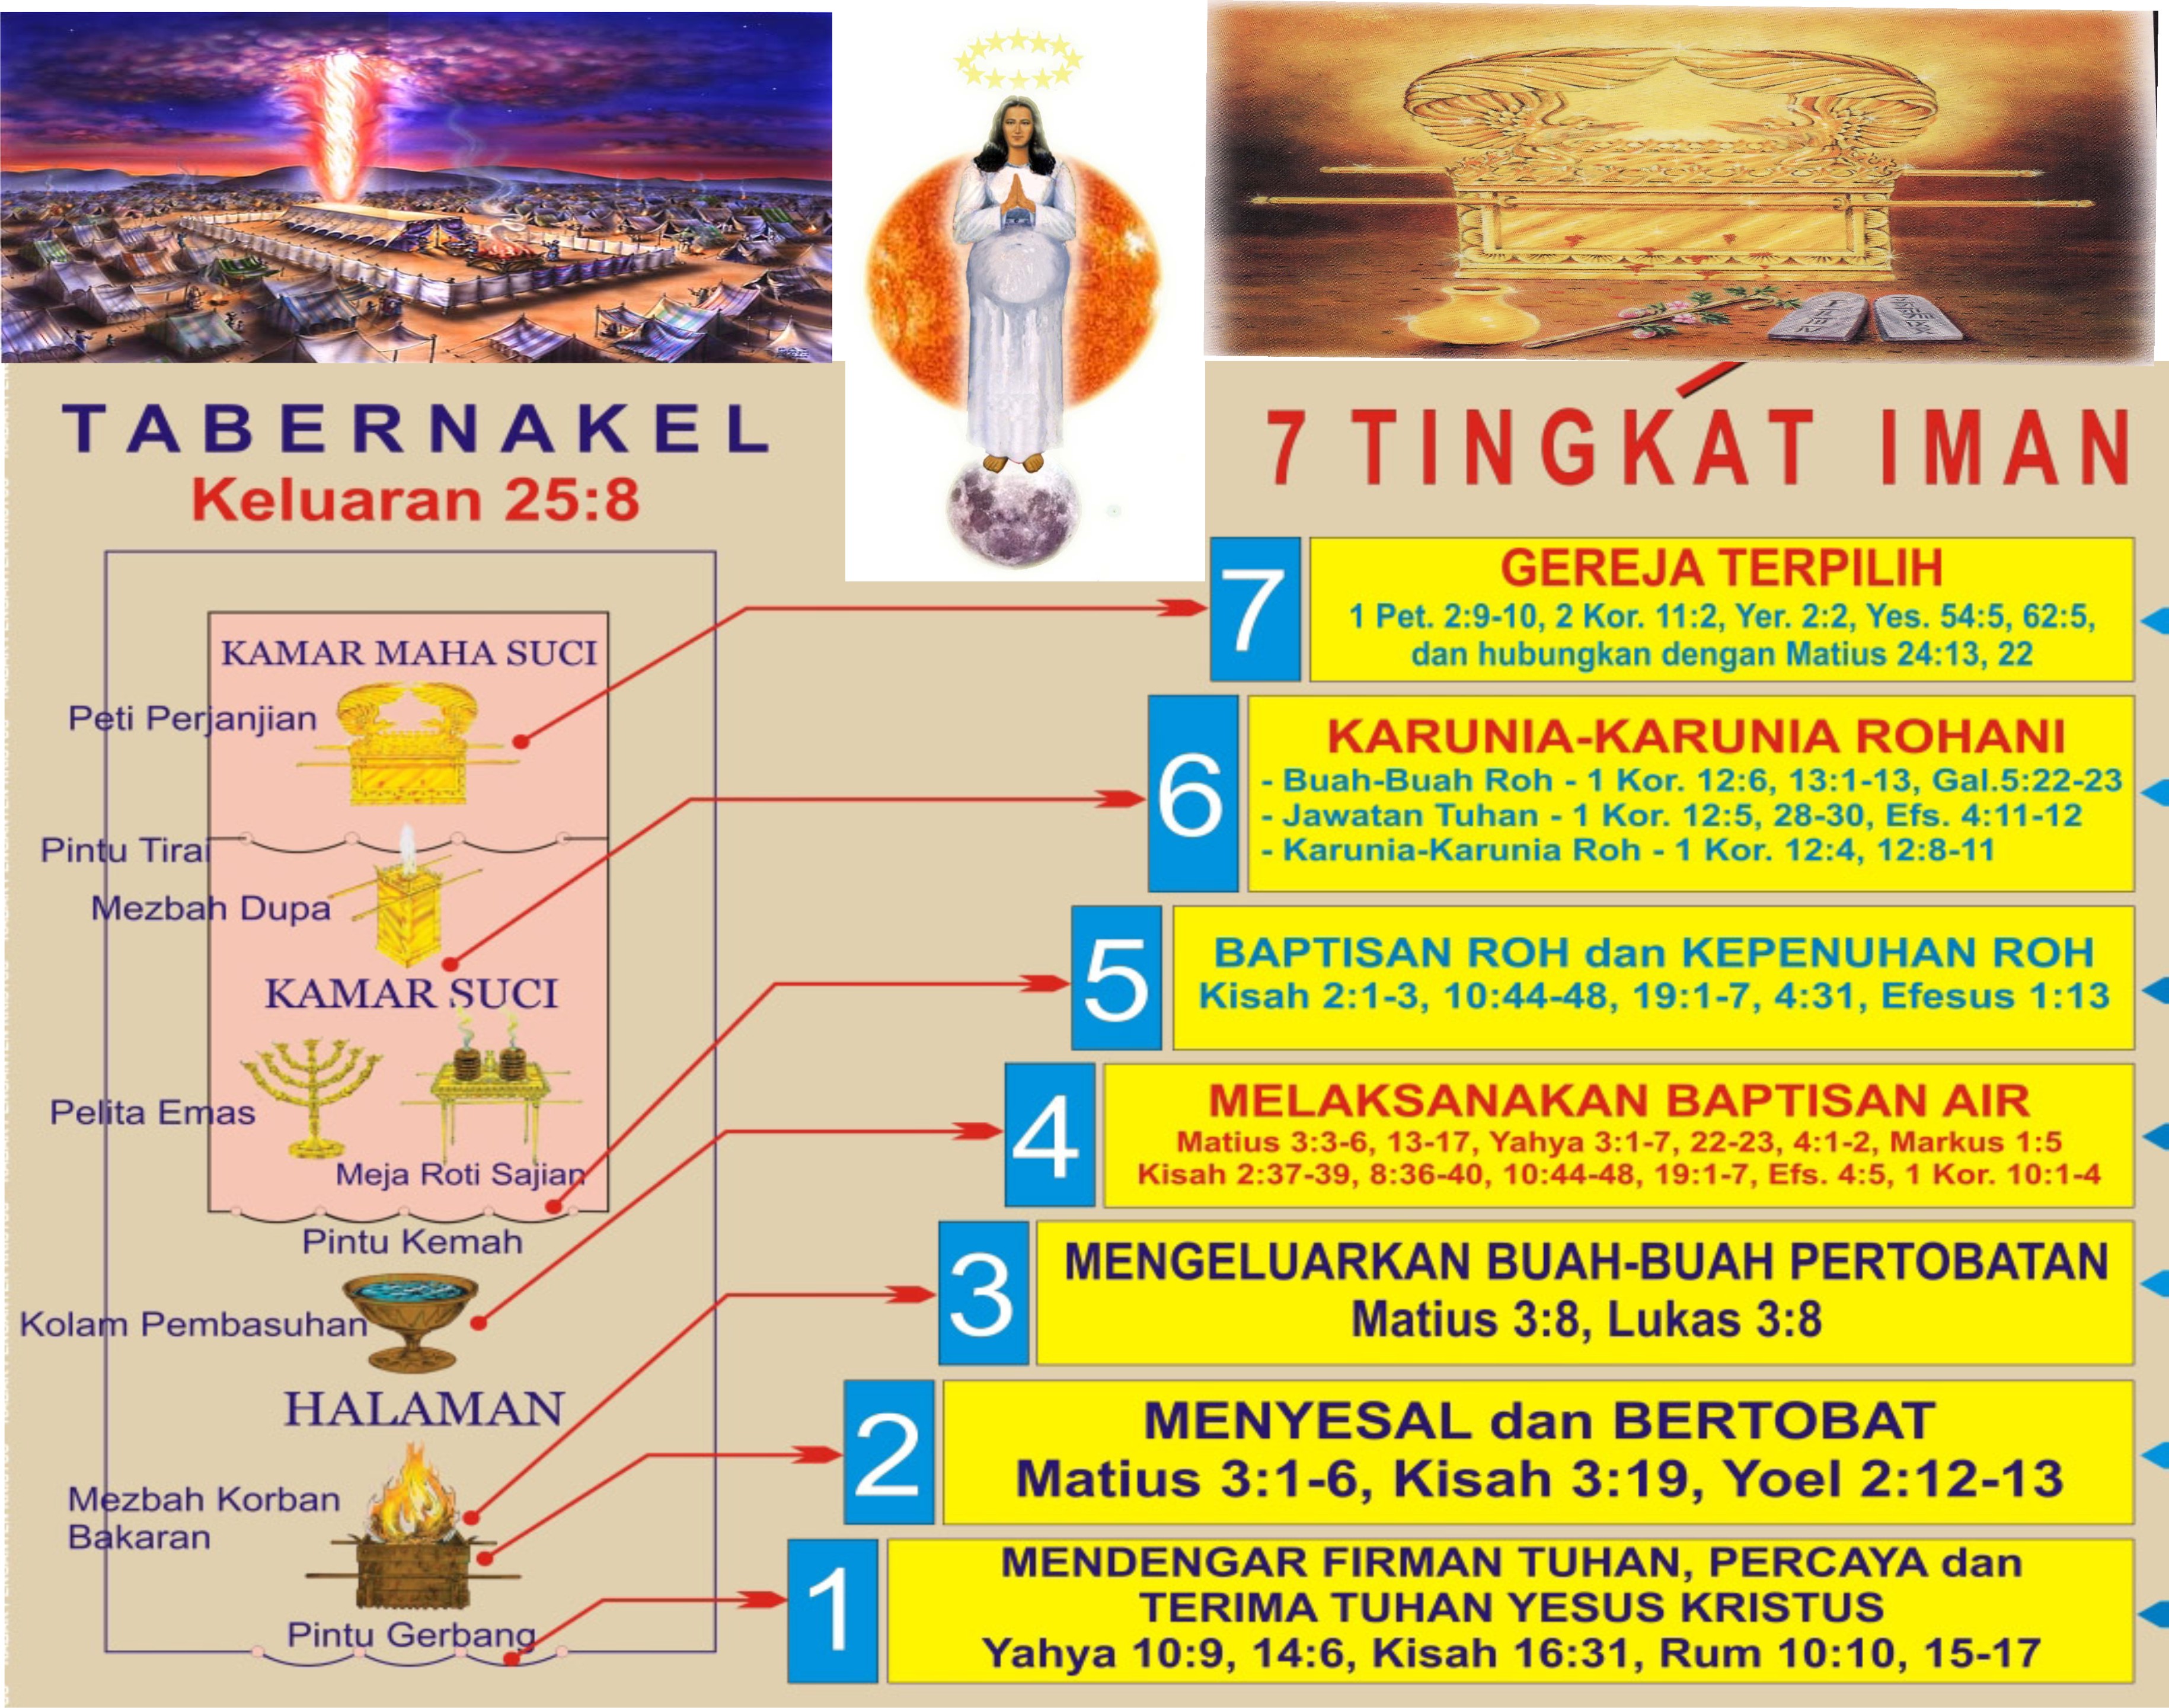 TABERNAKEL
Keluaran 25:8
KAMAR MAHA SUCI
Peti Perjanjian
Pintu Tirai
Mezbah Dupa
KAMAR SUCI
Pelita Emas
Meja Roti Sajian
Pintu Kemah
Kolam Pembasuhan
HALAMAN
Mezbah Korban
Bakaran
Pintu Gerbang
7 TINGKAT IMAN
7
GEREJA TERPILIH
1 Pet. 2:9-10, 2 Kor. 11:2, Yer. 2:2, Yes. 54:5, 62:5,
dan hubungkan dengan Matius 24:13, 22
6
KARUNIA-KARUNIA ROHANI
- Buah-Buah Roh - 1 Kor. 12:6, 13:1-13, Gal.5:22-23
- Jawatan Tuhan - 1 Kor. 12:5, 28-30, Efs. 4:11-12
- Karunia-Karunia Roh - 1 Kor. 12:4, 12:8-11
5
BAPTISAN ROH dan KEPENUHAN ROH
Kisah 2:1-3, 10:44-48, 19:1-7, 4:31, Efesus 1:13
4
MELAKSANAKAN BAPTISAN AIR
Matius 3:3-6, 13-17, Yahya 3:1-7, 22-23, 4:1-2, Markus 1:5
Kisah 2:37-39, 8:36-40, 10:44-48, 19:1-7, Efs. 4:5, 1 Kor. 10:1-4
3
MENGELUARKAN BUAH-BUAH PERTOBATAN
Matius 3:8, Lukas 3:8
2
MENYESAL dan BERTOBAT
Matius 3:1-6, Kisah 3:19, Yoel 2:12-13
1
MENDENGAR FIRMAN TUHAN, PERCAYA dan
TERIMA TUHAN YESUS KRISTUS
Yahya 10:9, 14:6, Kisah 16:31, Rum 10:10, 15-17